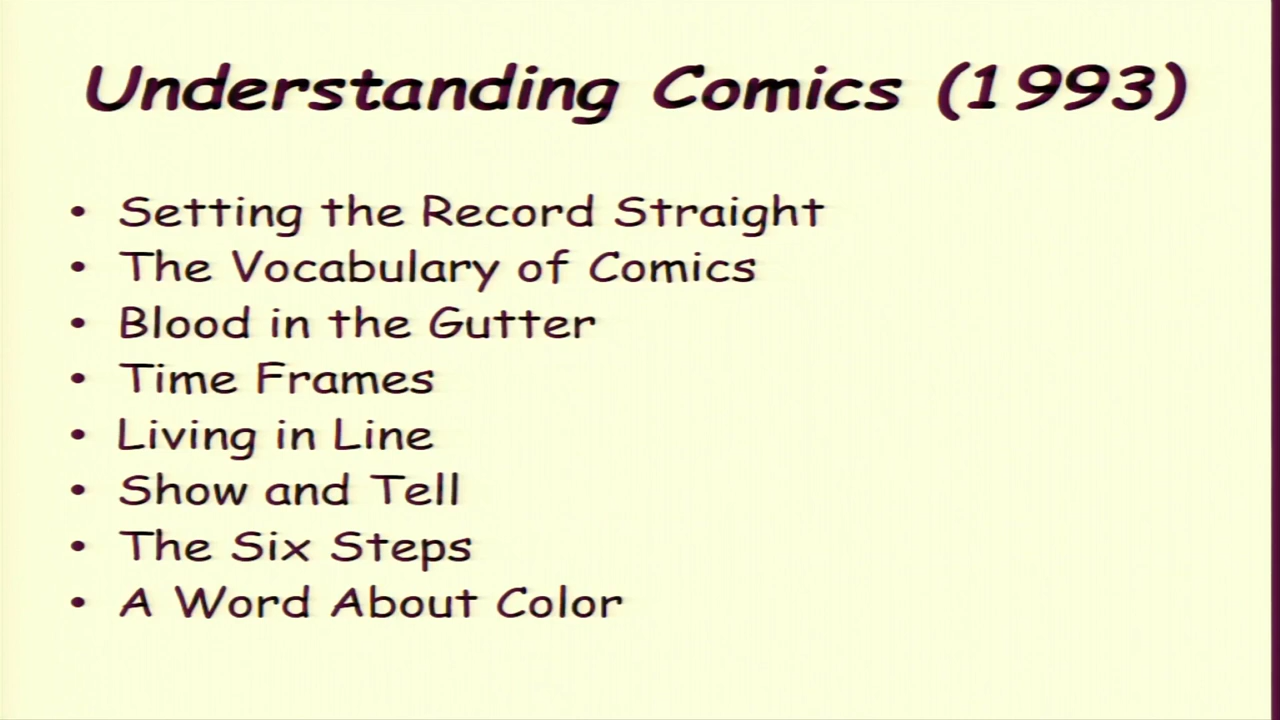 Understanding Comics (1993)
• Setting the Record Straight
• The Vocabulary of Comics
• Blood in the Gutter
• Time Frames
• Living in Line
• Show and Tell
• The Six Steps
• A Word About Color